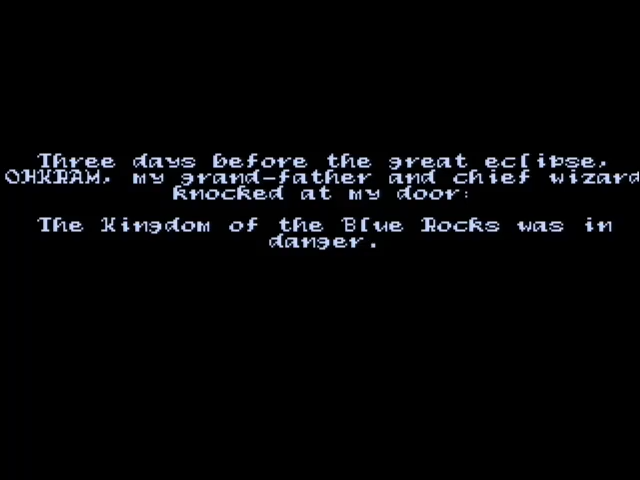 Three days before the great eclipse,
OHKRAM, my grand-father and chief wizard
knocked at my door:
The Kingdom of the Blue Rocks was in
danger.